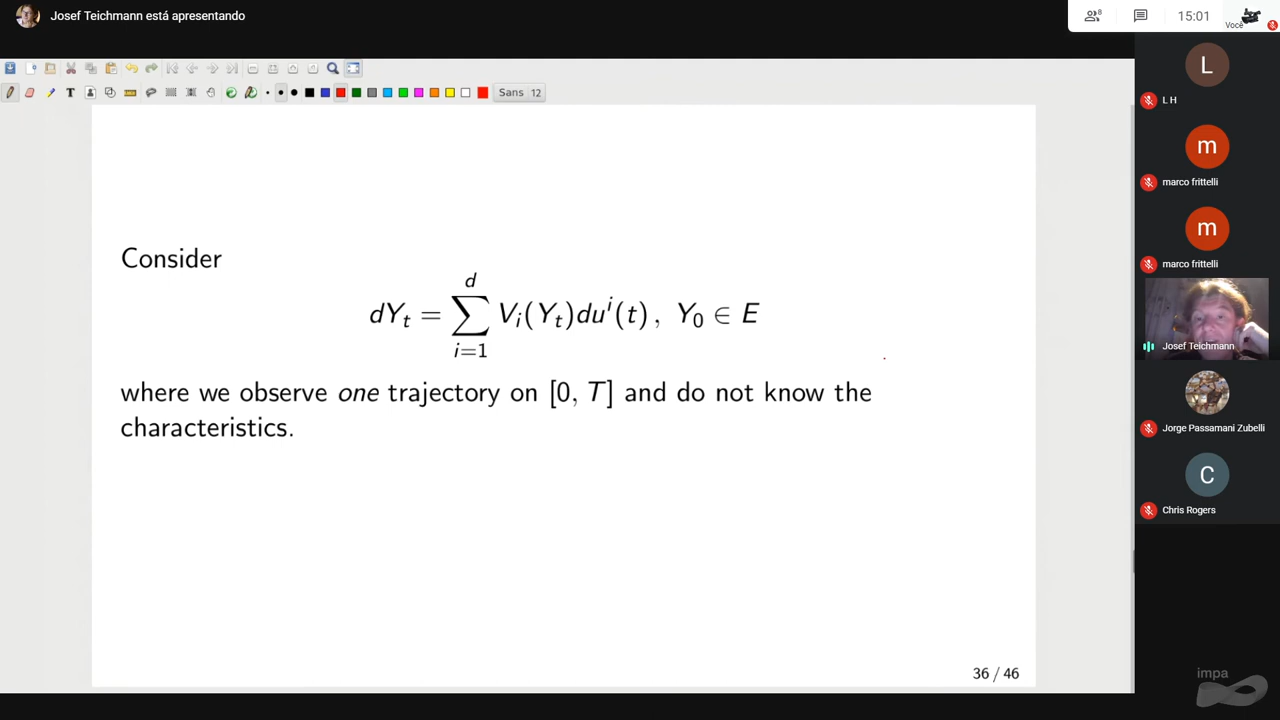 Josef Teichmann está apresentando
8
15:01
Você
Sans 12
L
L H
m
marco frittelli
m
marco frittelli
Josef Teichmann
Jorge Passamani Zubelli
C
Chris Rogers
Consider
d
dY_t = ∑ V_i(Y_t)du^i(t), Y_0 ∈ E
i=1
where we observe one trajectory on [0, T] and do not know the
characteristics.
36 / 46
impa